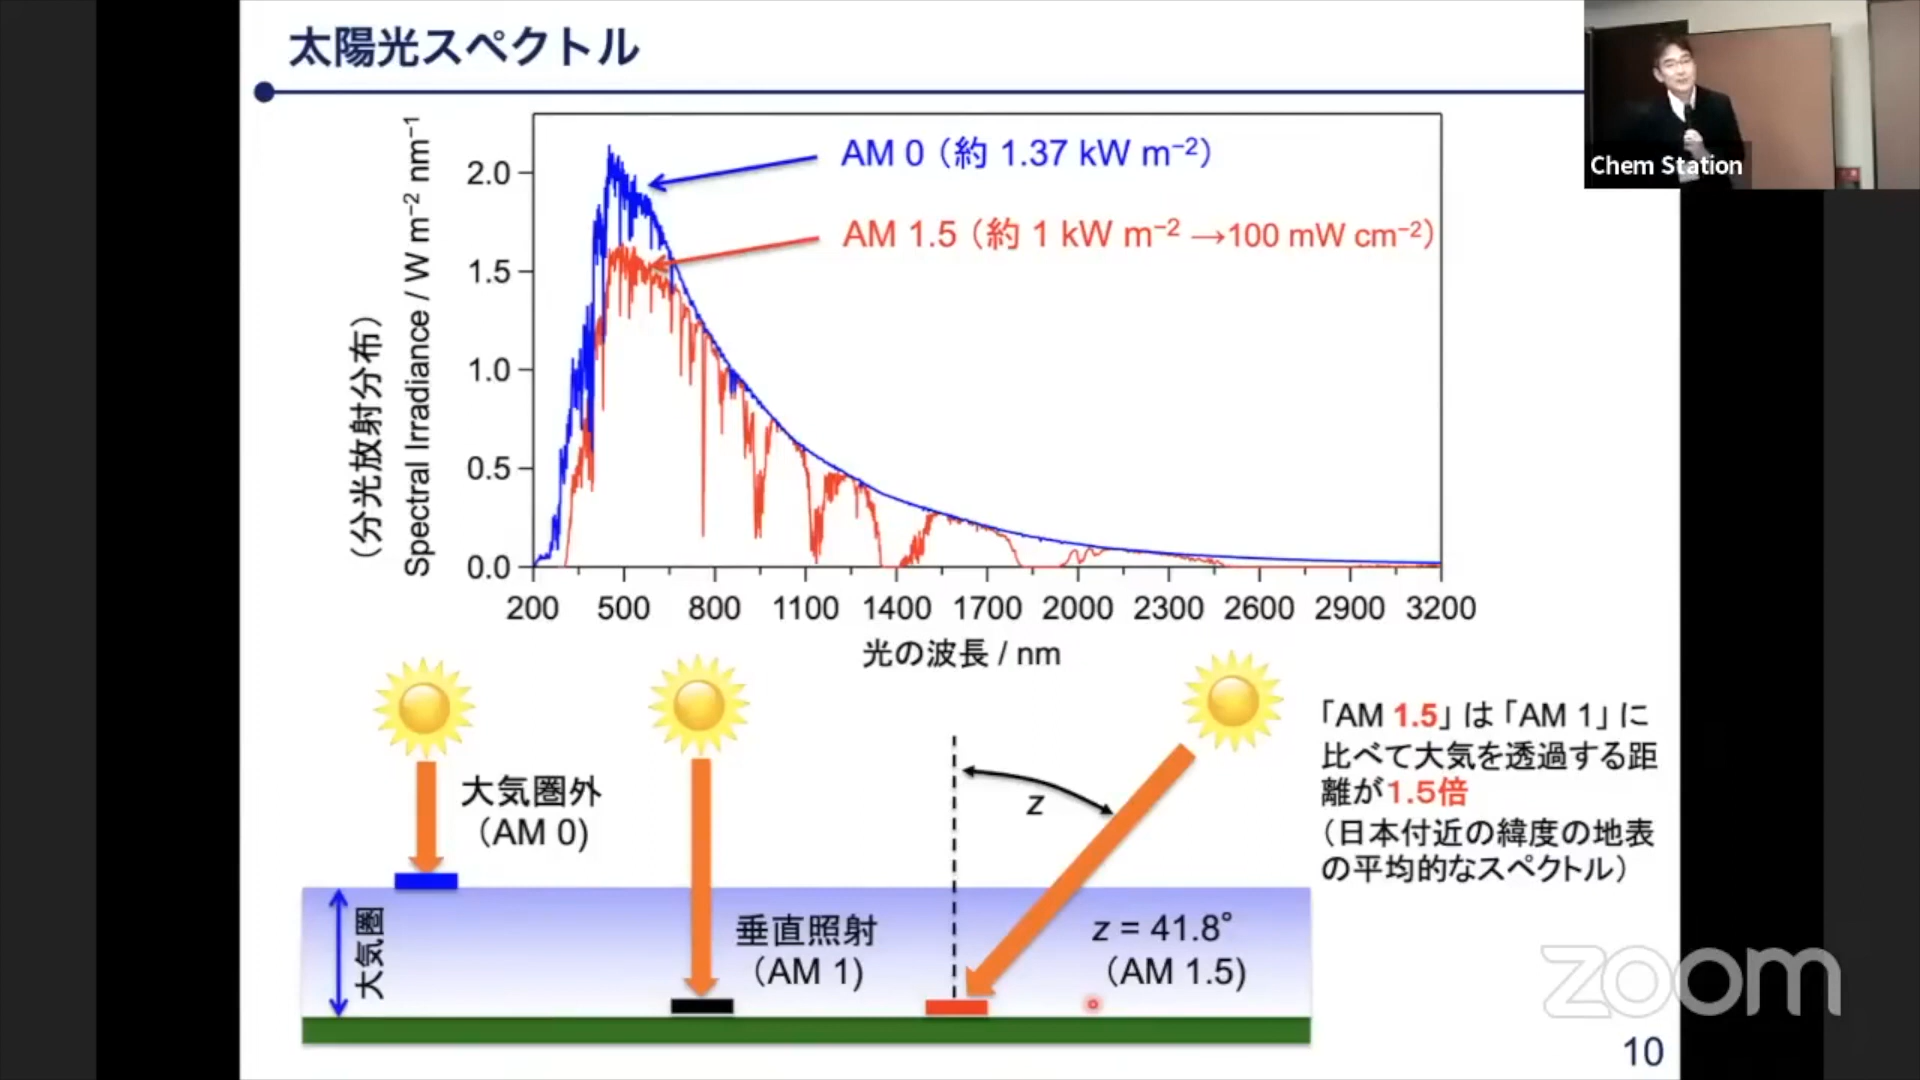 太陽光スペクトル
Chem Station
AM 0（約 1.37 kW m⁻²）
AM 1.5（約 1 kW m⁻² →100 mW cm⁻²）
（分光放射分布）
Spectral Irradiance / W m⁻² nm⁻¹
2.0
1.5
1.0
0.5
0.0
200 500 800 1100 1400 1700 2000 2300 2600 2900 3200
光の波長 / nm
大気圏外
（AM 0）
z
「AM 1.5」は「AM 1」に
比べて大気を透過する距
離が1.5倍
（日本付近の緯度の地表
の平均的なスペクトル）
大気圏
垂直照射
（AM 1）
z = 41.8°
（AM 1.5）
zoom
10